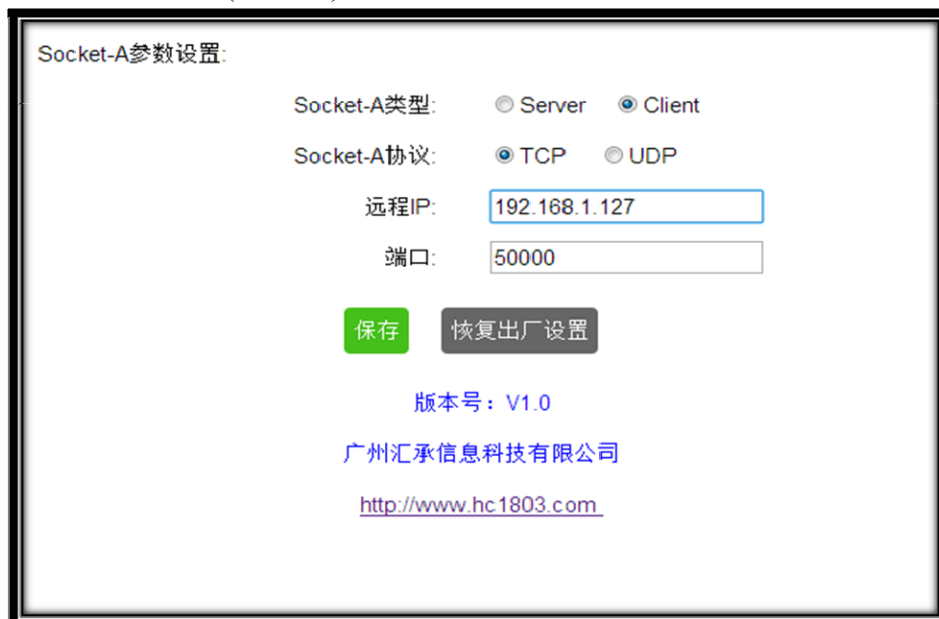 Socket-A参数设置:
Socket-A类型: Server Client
Socket-A协议: TCP UDP
远程IP: 192.168.1.127
端口: 50000
保存 恢复出厂设置
版本号：V1.0
广州汇承信息科技有限公司
http://www.hc1803.com